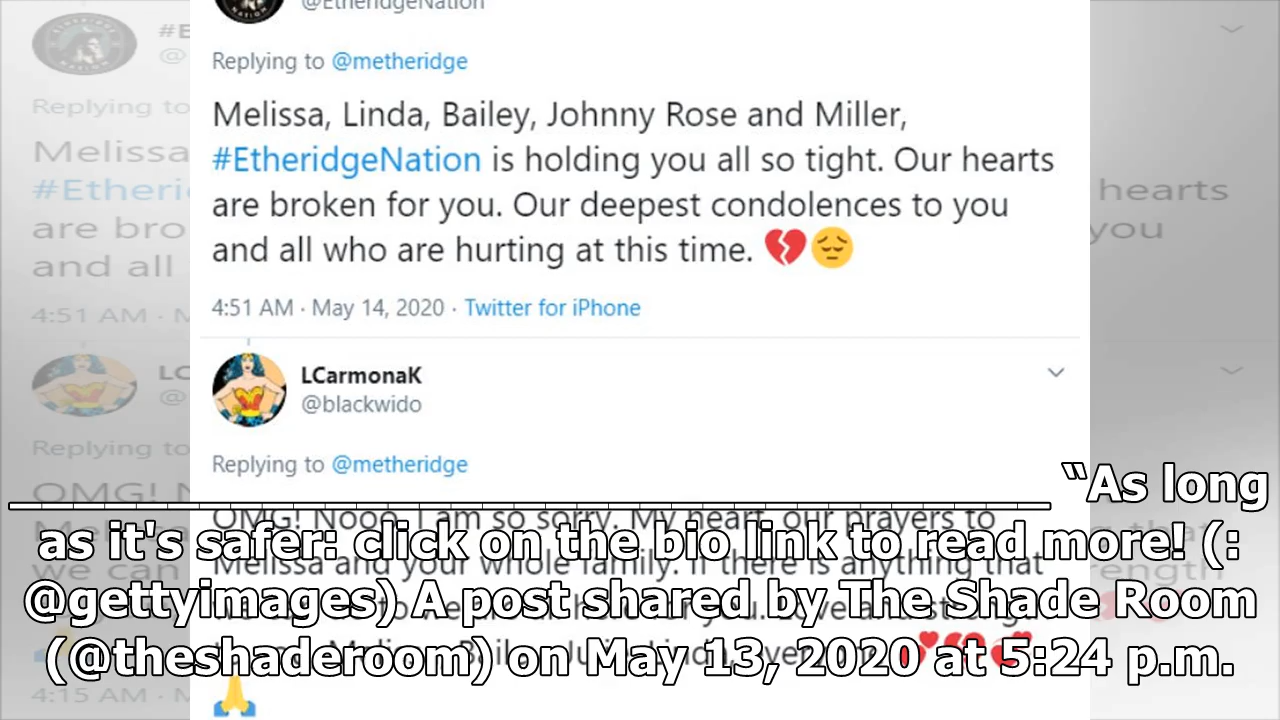 @EtheridgeNation
Replying to @metheridge
Melissa, Linda, Bailey, Johnny Rose and Miller,
#EtheridgeNation is holding you all so tight. Our hearts
are broken for you. Our deepest condolences to you
and all who are hurting at this time. 💔😔
4:51 AM · May 14, 2020 · Twitter for iPhone
LCarmonaK
@blackwido
Replying to @metheridge
OMG! Nooo. I am so sorry. My heart, our prayers to
Melissa and your whole family. If there is anything that
“As long
as it's safer: click on the bio link to read more! (:
@gettyimages) A post shared by The Shade Room
(@theshaderoom) on May 13, 2020 at 5:24 p.m.